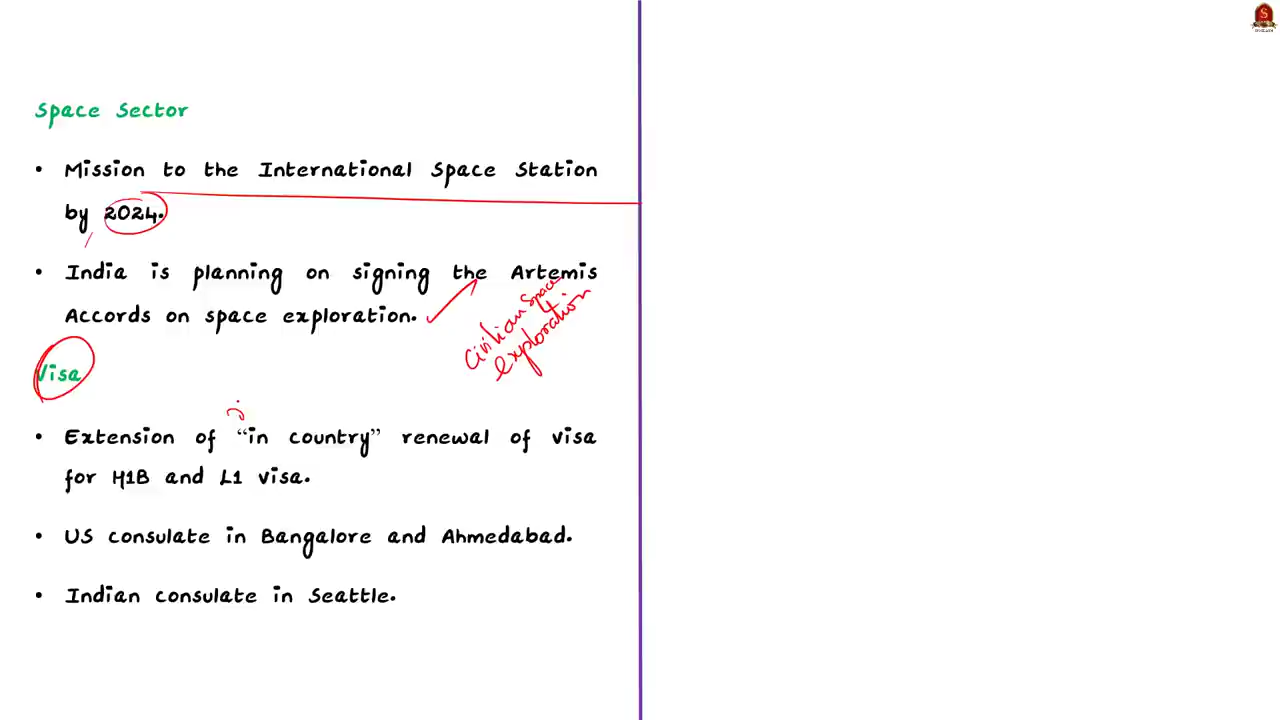 Space Sector
• Mission to the International Space Station
by 2024.
• India is planning on signing the Artemis
Accords on space exploration.
Civilian Space
exploration
Visa
• Extension of “in country” renewal of visa
for H1B and L1 visa.
• US consulate in Bangalore and Ahmedabad.
• Indian consulate in Seattle.